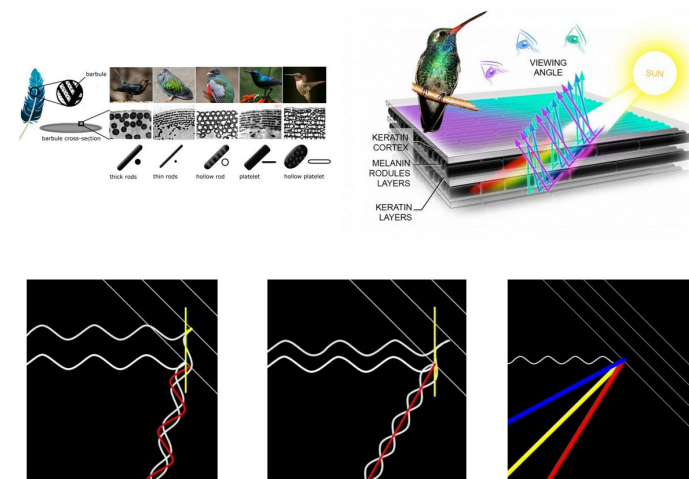 barbule
barbule cross-section
thick rods
thin rods
hollow rod
platelet
hollow platelet
VIEWING
ANGLE
SUN
KERATIN
CORTEX
MELANIN
RODULES
LAYERS
KERATIN
LAYERS